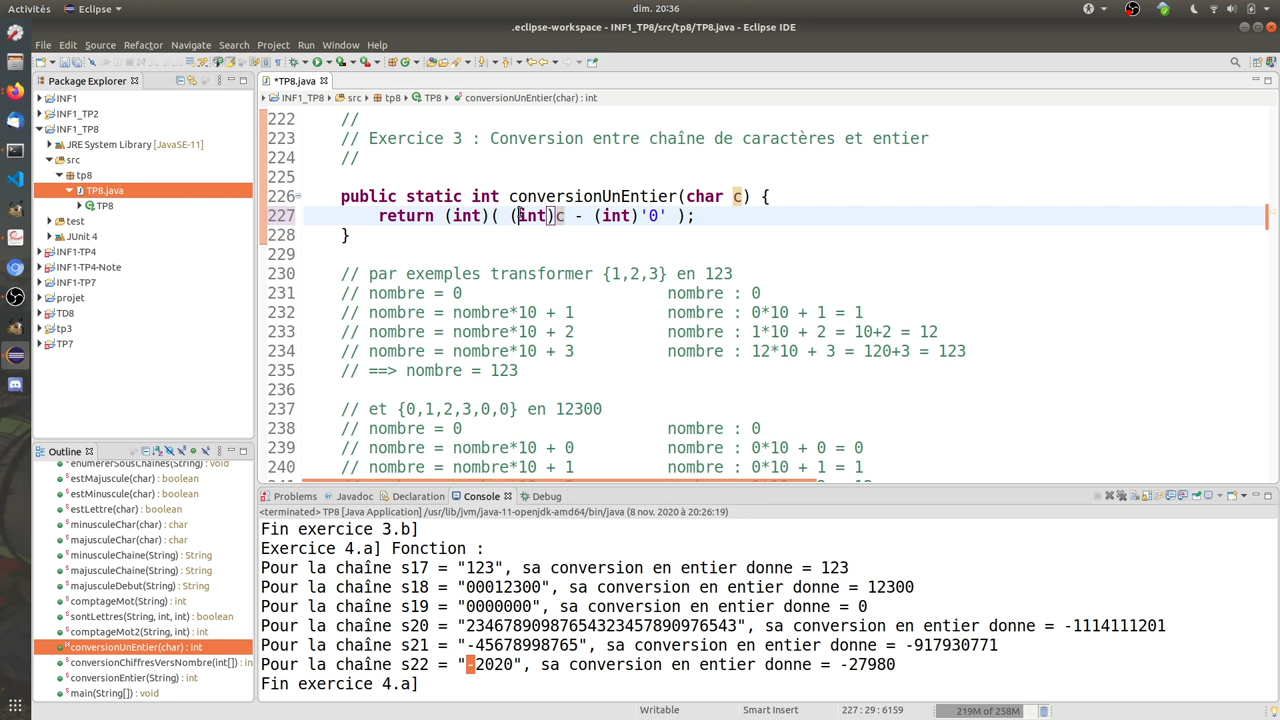 Activités
Eclipse
dim. 20:36
.eclipse-workspace - INF1_TP8/src/tp8/TP8.java - Eclipse IDE
File Edit Source Refactor Navigate Search Project Run Window Help
Package Explorer
INF1
INF1_TP2
INF1_TP8
JRE System Library [JavaSE-11]
src
tp8
TP8.java
TP8
test
JUnit 4
INF1-TP4
INF1-TP4-Note
INF1-TP7
projet
TD8
tp3
TP7
*TP8.java
INF1_TP8 src tp8 TP8 conversionUnEntier(char) : int
222 //
223 // Exercice 3 : Conversion entre chaîne de caractères et entier
224 //
225
226 public static int conversionUnEntier(char c) {
227 return (int)( (int)c - (int)'0' );
228 }
229
230 // par exemples transformer {1,2,3} en 123
231 // nombre = 0 nombre : 0
232 // nombre = nombre*10 + 1 nombre : 0*10 + 1 = 1
233 // nombre = nombre*10 + 2 nombre : 1*10 + 2 = 10+2 = 12
234 // nombre = nombre*10 + 3 nombre : 12*10 + 3 = 120+3 = 123
235 // ==> nombre = 123
236
237 // et {0,1,2,3,0,0} en 12300
238 // nombre = 0 nombre : 0
239 // nombre = nombre*10 + 0 nombre : 0*10 + 0 = 0
240 // nombre = nombre*10 + 1 nombre : 0*10 + 1 = 1
Outline
enumererSousChaines(String) : void
estMajuscule(char) : boolean
estMinuscule(char) : boolean
estLettre(char) : boolean
minusculeChar(char) : char
majusculeChar(char) : char
minusculeChaine(String) : String
majusculeChaine(String) : String
majusculeDebut(String) : String
comptageMot(String) : int
sontLettres(String, int, int) : boolean
comptageMot2(String, int) : int
conversionUnEntier(char) : int
conversionChiffresVersNombre(int[]) : in
conversionEntier(String) : int
main(String[]) : void
Problems Javadoc Declaration Console Debug
<terminated> TP8 [Java Application] /usr/lib/jvm/java-11-openjdk-amd64/bin/java (8 nov. 2020 à 20:26:19)
Fin exercice 3.b]
Exercice 4.a] Fonction :
Pour la chaîne s17 = "123", sa conversion en entier donne = 123
Pour la chaîne s18 = "00012300", sa conversion en entier donne = 12300
Pour la chaîne s19 = "0000000", sa conversion en entier donne = 0
Pour la chaîne s20 = "234678909876543234578909​76543", sa conversion en entier donne = -1114111201
Pour la chaîne s21 = "-45678998765", sa conversion en entier donne = -917930771
Pour la chaîne s22 = "-2020", sa conversion en entier donne = -27980
Fin exercice 4.a]
Writable
Smart Insert
227 : 29 : 6159
219M of 258M